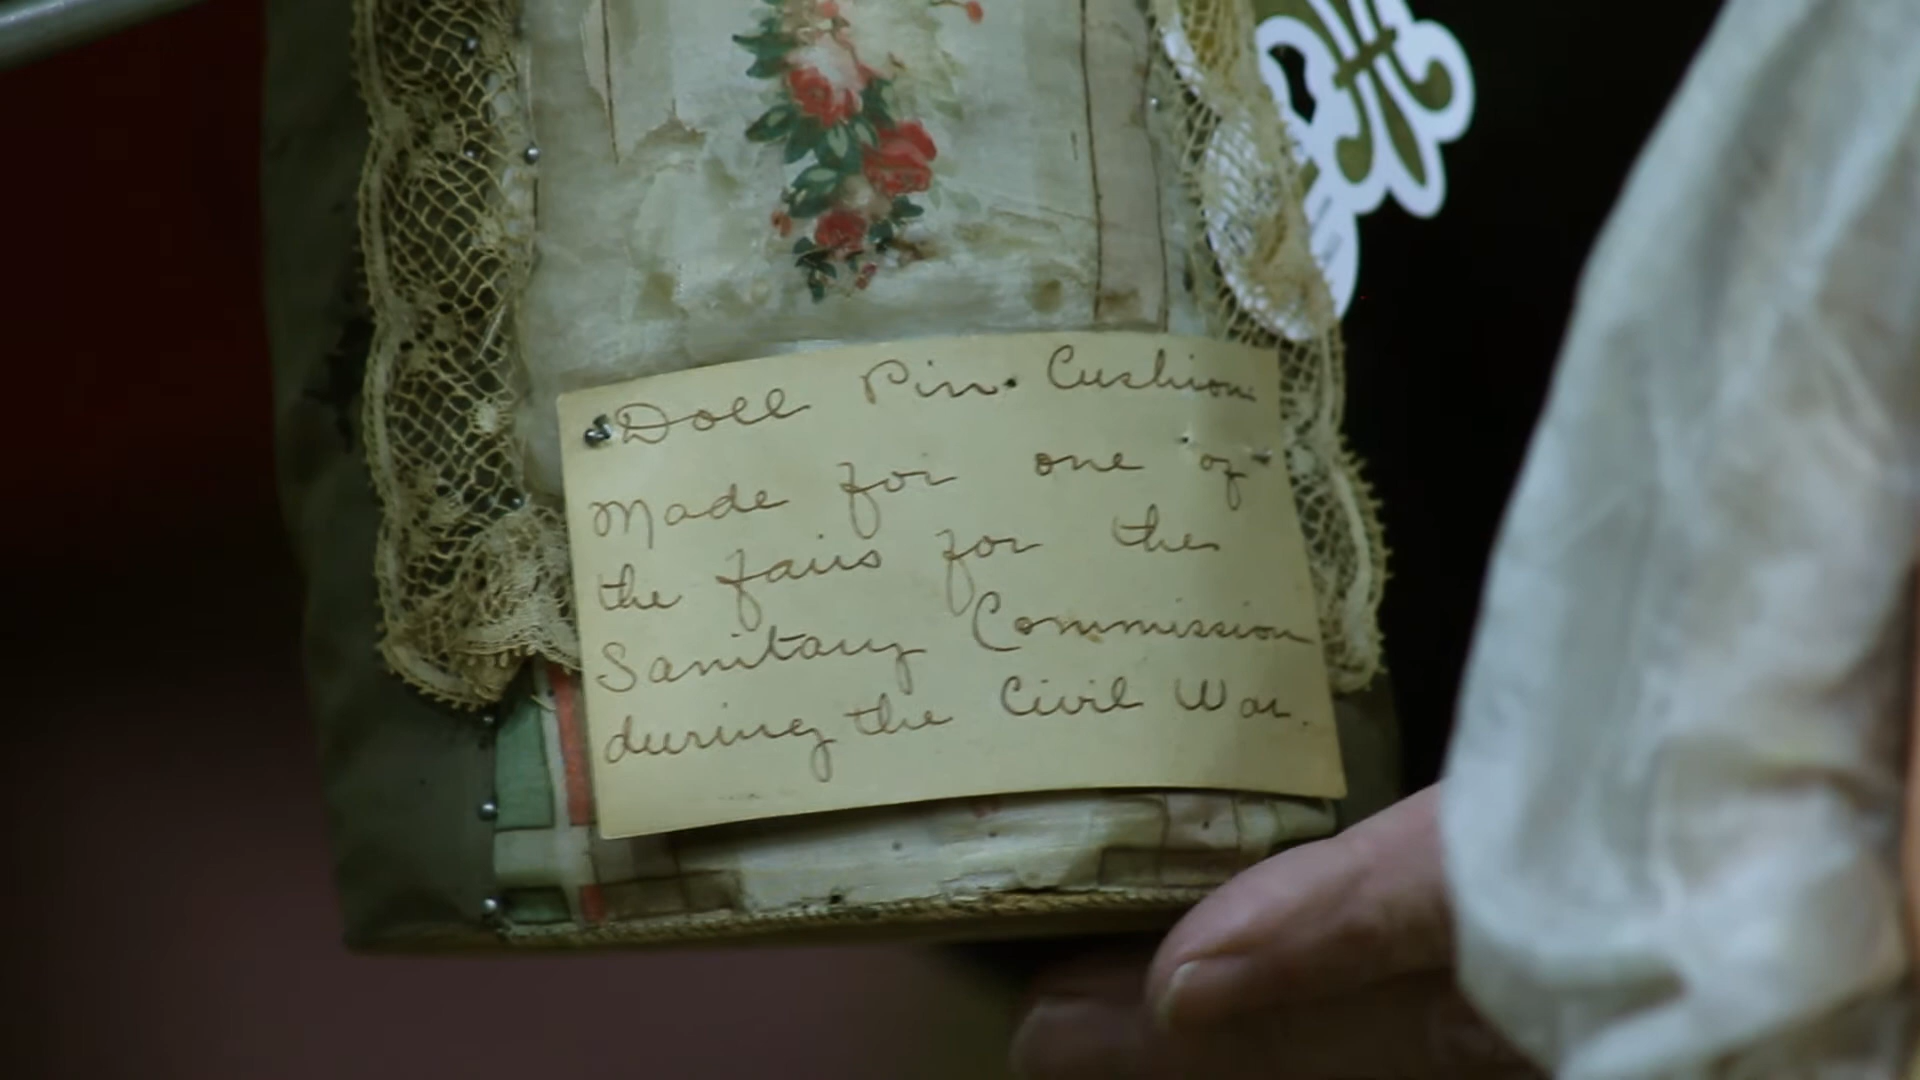 Doll Pin Cushion
Made for one of
the fairs for the
Sanitary Commission
during the Civil War.